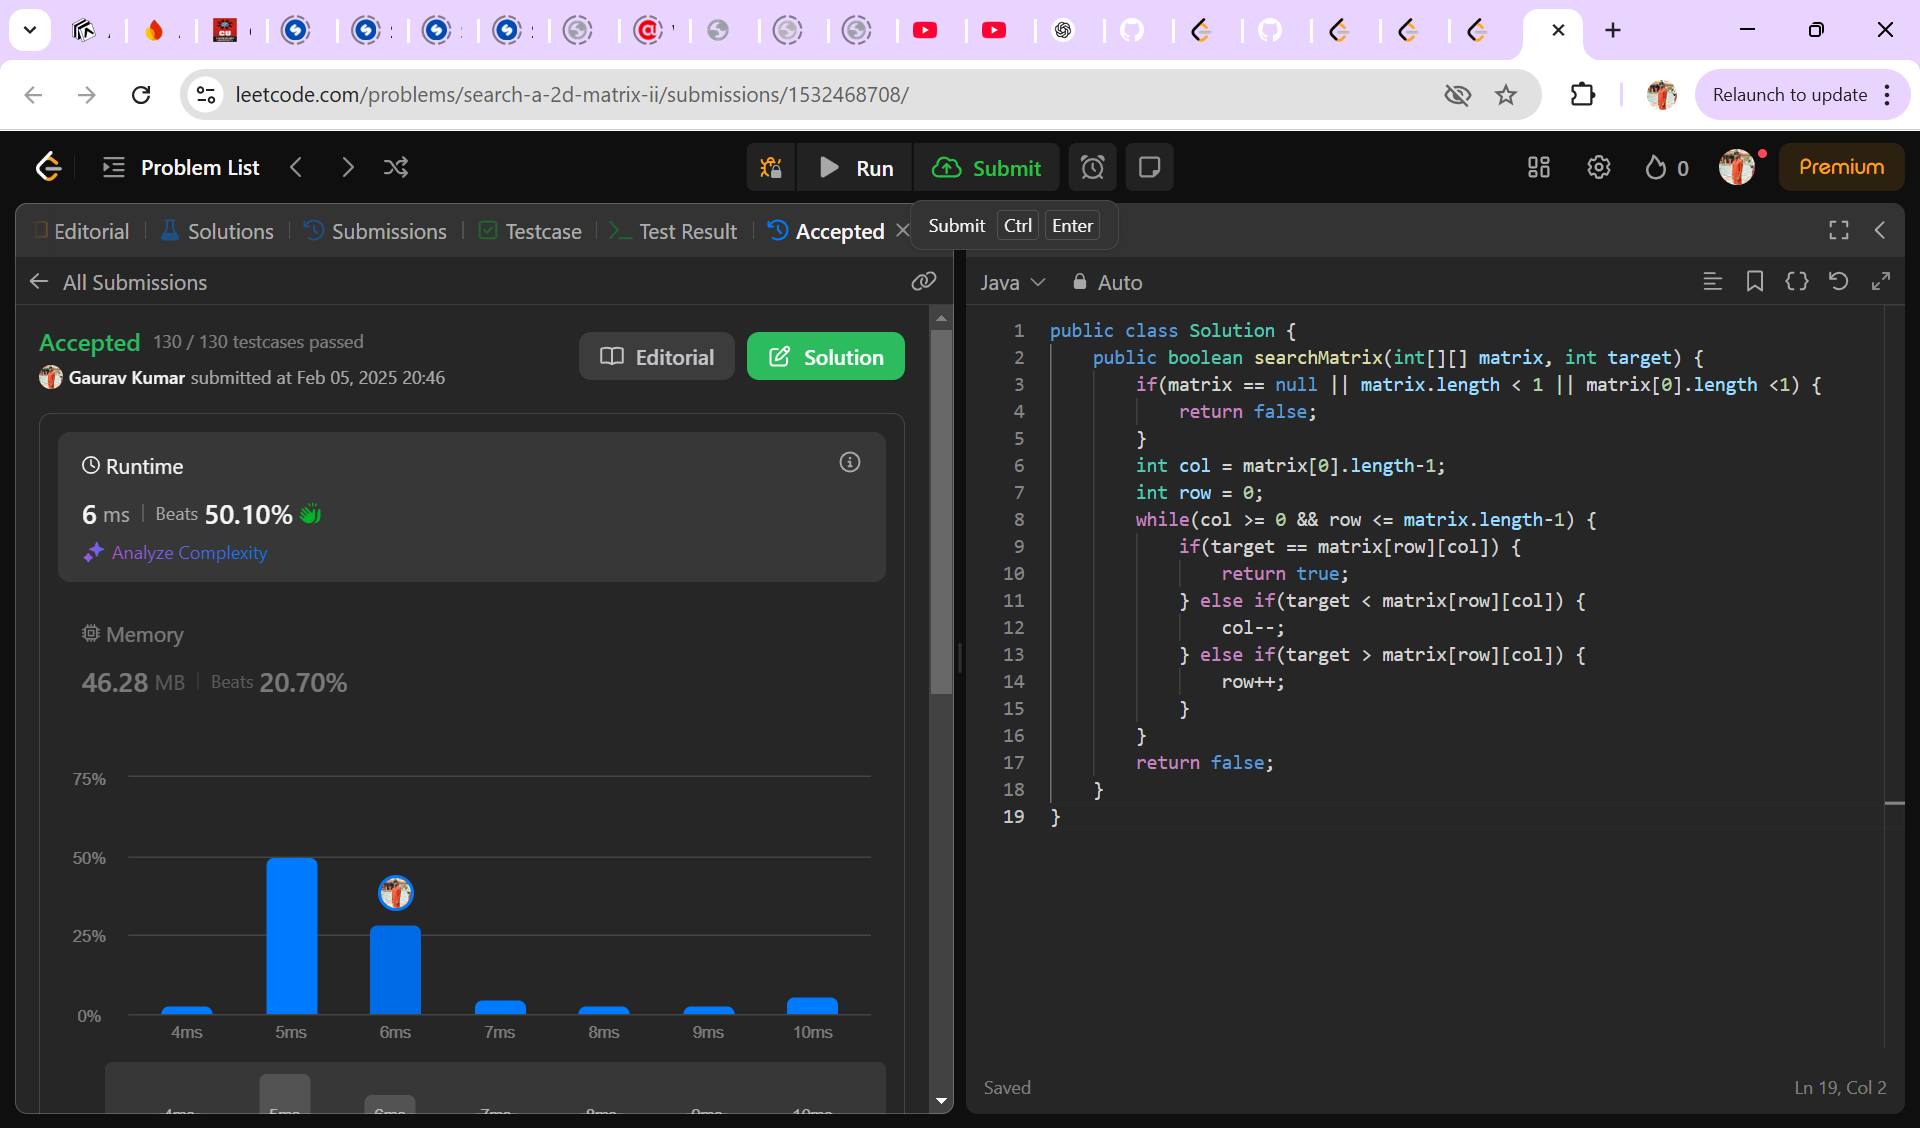 leetcode.com/problems/search-a-2d-matrix-ii/submissions/1532468708/
Relaunch to update
Problem List
Run
Submit
0
Premium
Editorial
Solutions
Submissions
Testcase
Test Result
Accepted
Submit Ctrl Enter
All Submissions
Accepted 130 / 130 testcases passed
Gaurav Kumar submitted at Feb 05, 2025 20:46
Editorial
Solution
Runtime
6 ms Beats 50.10%
Analyze Complexity
Memory
46.28 MB Beats 20.70%
75%
50%
25%
0%
4ms 5ms 6ms 7ms 8ms 9ms 10ms
4ms 5ms 6ms 7ms 8ms 9ms 10ms
Java Auto
1 public class Solution {
2 public boolean searchMatrix(int[][] matrix, int target) {
3 if(matrix == null || matrix.length < 1 || matrix[0].length <1) {
4 return false;
5 }
6 int col = matrix[0].length-1;
7 int row = 0;
8 while(col >= 0 && row <= matrix.length-1) {
9 if(target == matrix[row][col]) {
10 return true;
11 } else if(target < matrix[row][col]) {
12 col--;
13 } else if(target > matrix[row][col]) {
14 row++;
15 }
16 }
17 return false;
18 }
19 }
Saved
Ln 19, Col 2